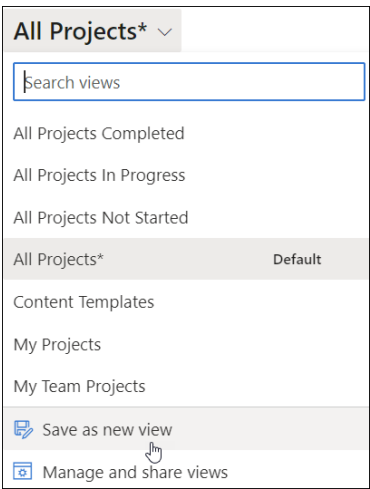 All Projects*
Search views
All Projects Completed
All Projects In Progress
All Projects Not Started
All Projects* Default
Content Templates
My Projects
My Team Projects
Save as new view
Manage and share views